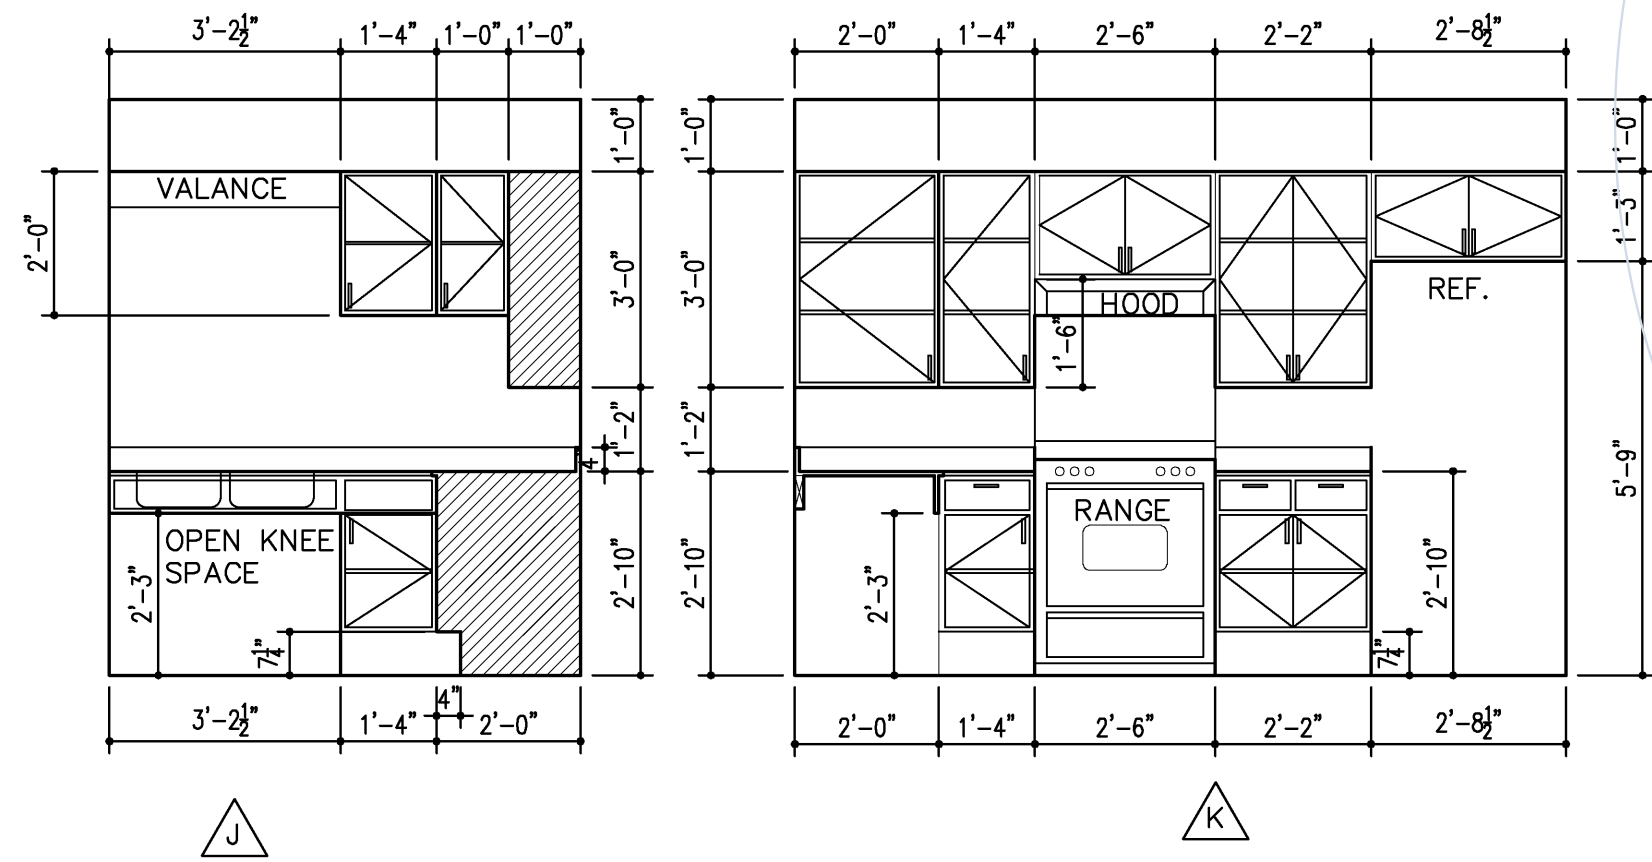 3'-2½" 1'-4" 1'-0" 1'-0"
2'-0" 1'-4" 2'-6" 2'-2" 2'-8½"
1'-0"
1'-0"
1'-0"
VALANCE
2'-0"
3'-0"
3'-0"
1'-3"
REF.
HOOD
1'-6"
1'-2"
1'-2"
4"
5'-9"
RANGE
OPEN KNEE
SPACE
2'-3"
2'-10"
2'-10"
2'-3"
2'-10"
7¼"
7¼"
4"
3'-2½" 1'-4" 2'-0"
2'-0" 1'-4" 2'-6" 2'-2" 2'-8½"
J
K